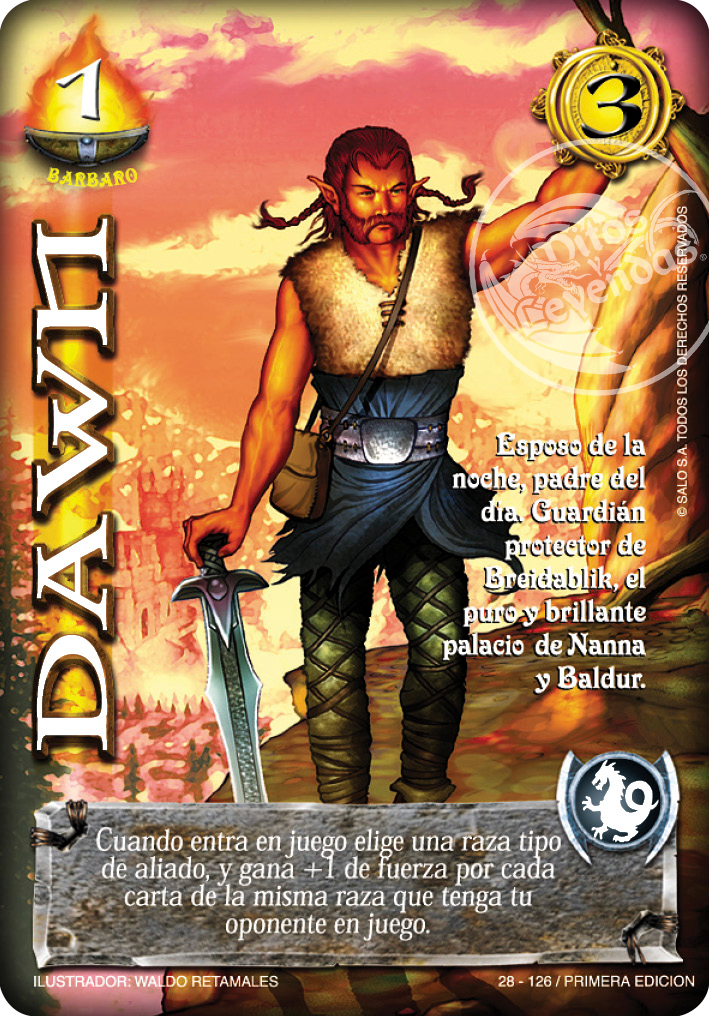 1
BARBARO
3
DAWN
Mitos
y
Leyendas
®
© SALO S.A. TODOS LOS DERECHOS RESERVADOS
Esposo de la
noche, padre del
día. Guardián
protector de
Breidablik, el
puro y brillante
palacio de Nanna
y Baldur.
Cuando entra en juego elige una raza tipo
de aliado, y gana +1 de fuerza por cada
carta de la misma raza que tenga tu
oponente en juego.
ILUSTRADOR: WALDO RETAMALES
28 - 126 / PRIMERA EDICION